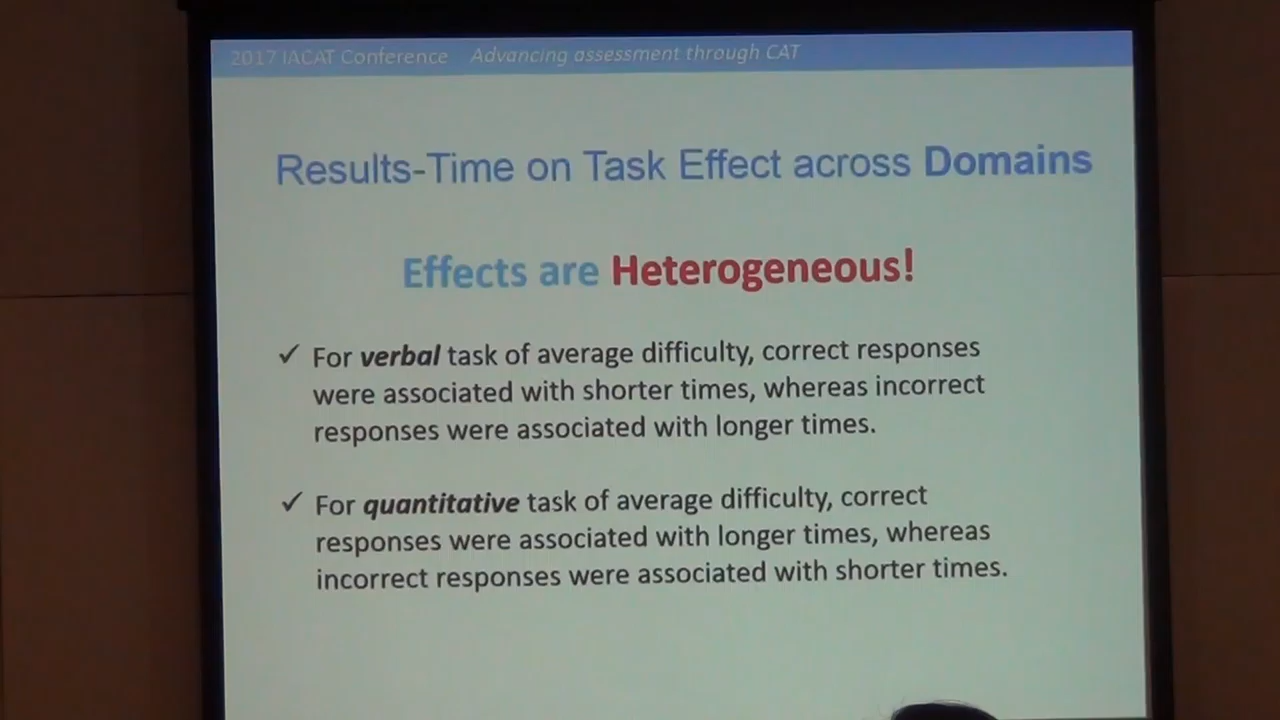 2017 IACAT Conference Advancing assessment through CAT
Results-Time on Task Effect across Domains
Effects are Heterogeneous!
✓ For verbal task of average difficulty, correct responses
were associated with shorter times, whereas incorrect
responses were associated with longer times.
✓ For quantitative task of average difficulty, correct
responses were associated with longer times, whereas
incorrect responses were associated with shorter times.